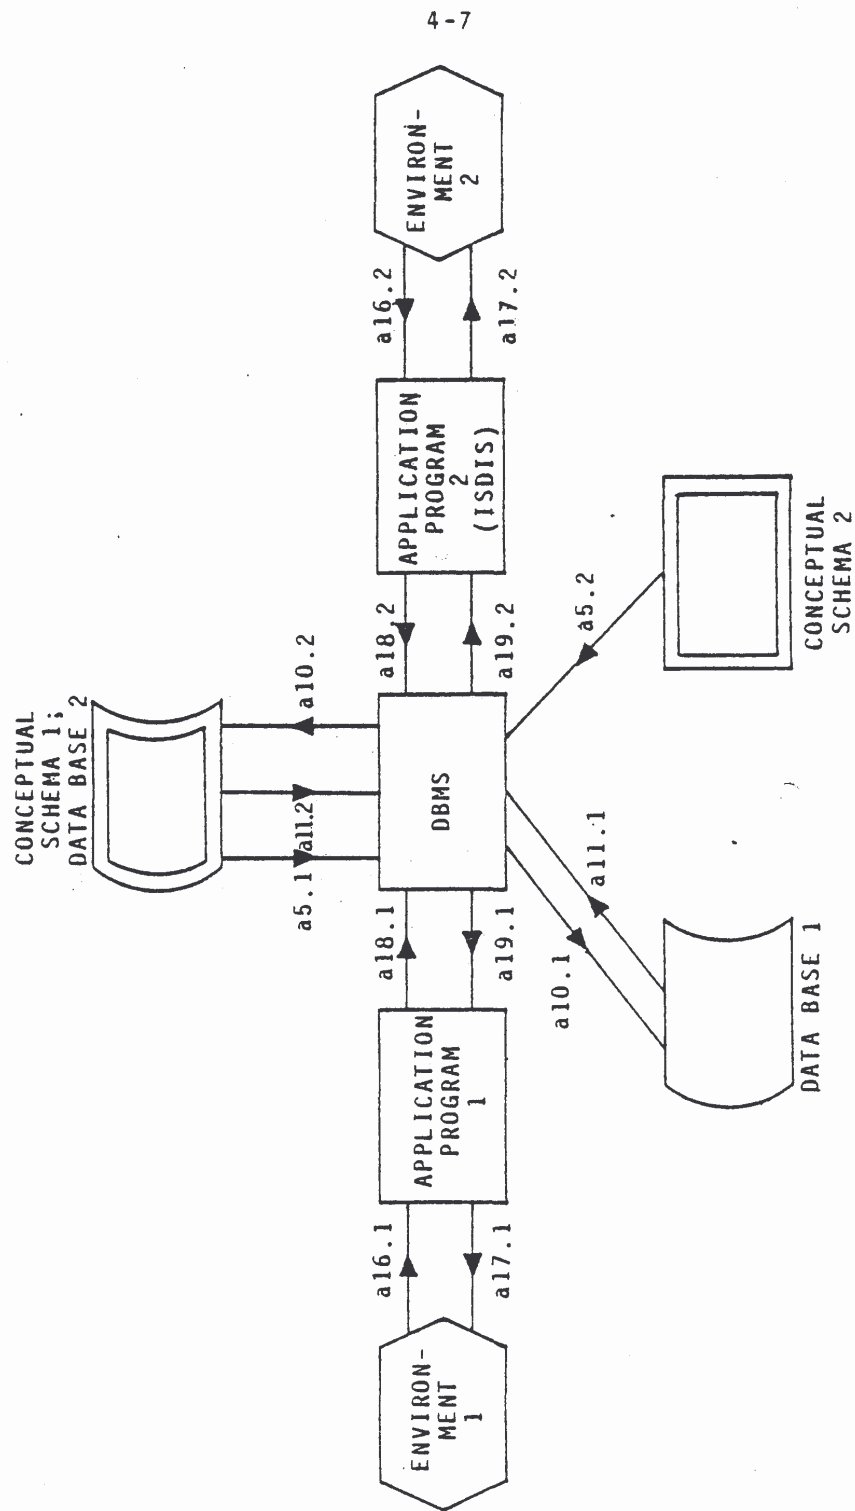 4-7
CONCEPTUAL
SCHEMA 1;
DATA BASE 2
a5.1
a11.2
a10.2
ENVIRON-
MENT
1
a16.1
a17.1
APPLICATION
PROGRAM
1
a18.1
a19.1
DBMS
a18.2
a19.2
APPLICATION
PROGRAM
2
(ISDIS)
a16.2
a17.2
ENVIRON-
MENT
2
a10.1
a11.1
a5.2
DATA BASE 1
CONCEPTUAL
SCHEMA 2